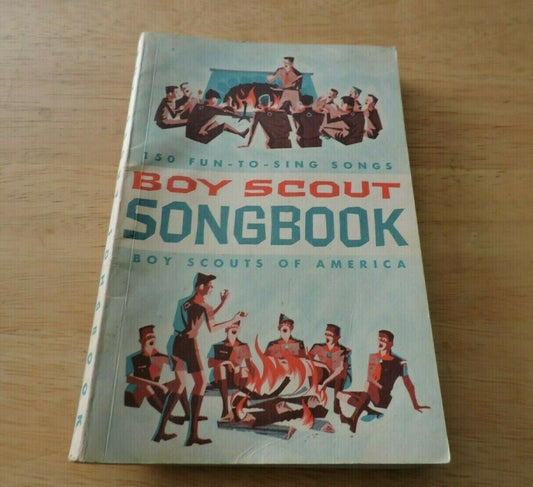 150 FUN-TO-SING SONGS
BOY SCOUT
SONGBOOK
BOY SCOUTS OF AMERICA